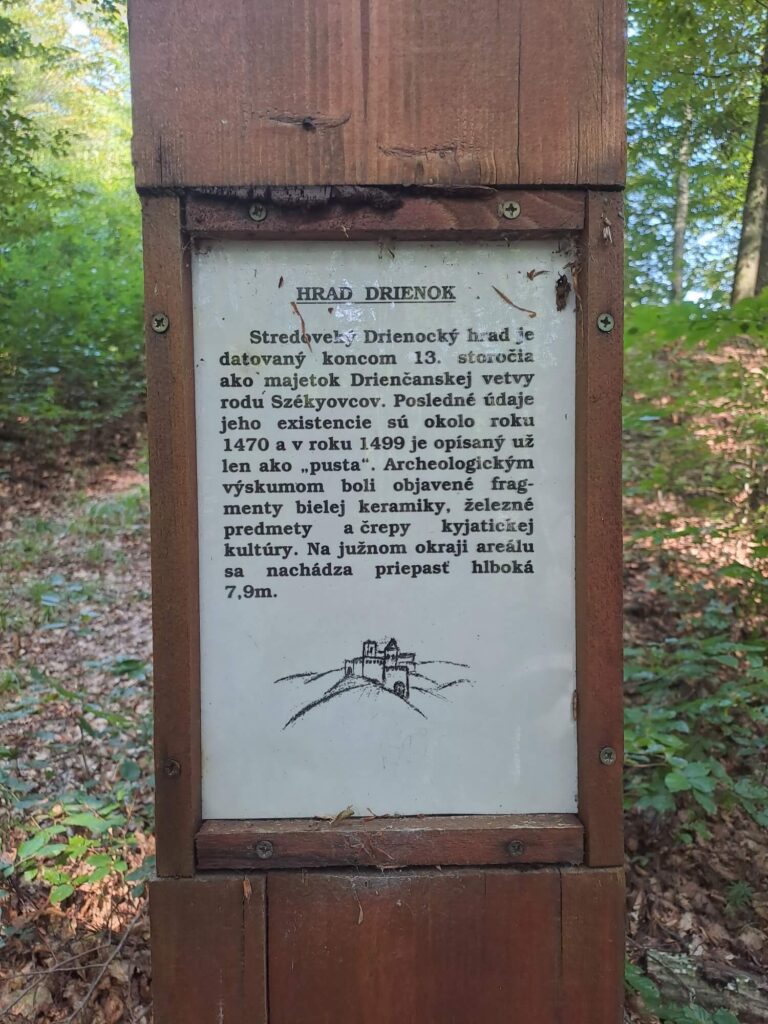 HRAD DRIENOK
Stredoveký Drienocký hrad je
datovaný koncom 13. storočia
ako majetok Drienčanskej vetvy
rodu Székyovcov. Posledné údaje
jeho existencie sú okolo roku
1470 a v roku 1499 je opísaný už
len ako „pusta“. Archeologickým
výskumom boli objavené frag-
menty bielej keramiky, železné
predmety a črepy kyjatickej
kultúry. Na južnom okraji areálu
sa nachádza priepasť hlboká
7,9m.